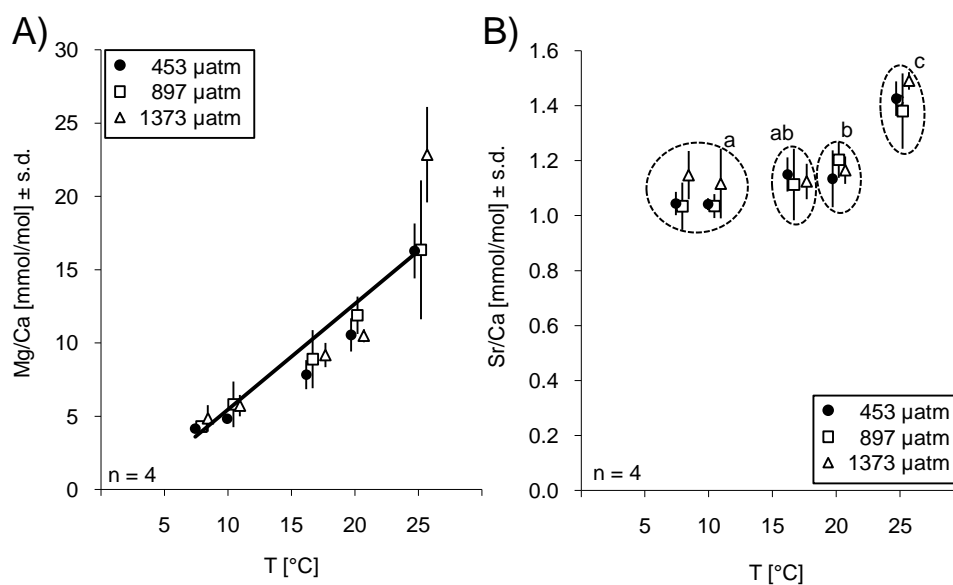 A)
30
25
20
15
10
5
0
Mg/Ca [mmol/mol] ± s.d.
453 µatm
897 µatm
1373 µatm
n = 4
5 10 15 20 25
T [°C]
B)
1.6
1.4
1.2
1.0
0.8
0.6
0.4
0.2
0.0
Sr/Ca [mmol/mol] ± s.d.
a
ab
b
c
453 µatm
897 µatm
1373 µatm
n = 4
5 10 15 20 25
T [°C]